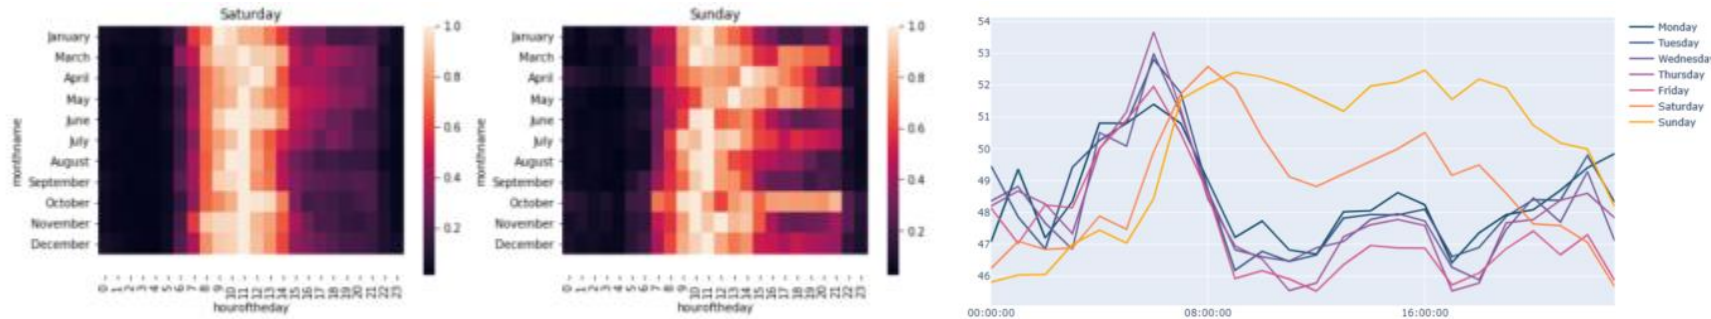 Saturday
January
March
April
May
June
July
August
September
October
November
December
monthname
0 1 2 3 4 5 6 7 8 9 10 11 12 13 14 15 16 17 18 19 20 21 22 23
houroftheday
1.0
0.8
0.6
0.4
0.2
Sunday
January
March
April
May
June
July
August
September
October
November
December
monthname
0 1 2 3 4 5 6 7 8 9 10 11 12 13 14 15 16 17 18 19 20 21 22 23
houroftheday
1.0
0.8
0.6
0.4
0.2
54
53
52
51
50
49
48
47
46
00:00:00 08:00:00 16:00:00
Monday
Tuesday
Wednesday
Thursday
Friday
Saturday
Sunday